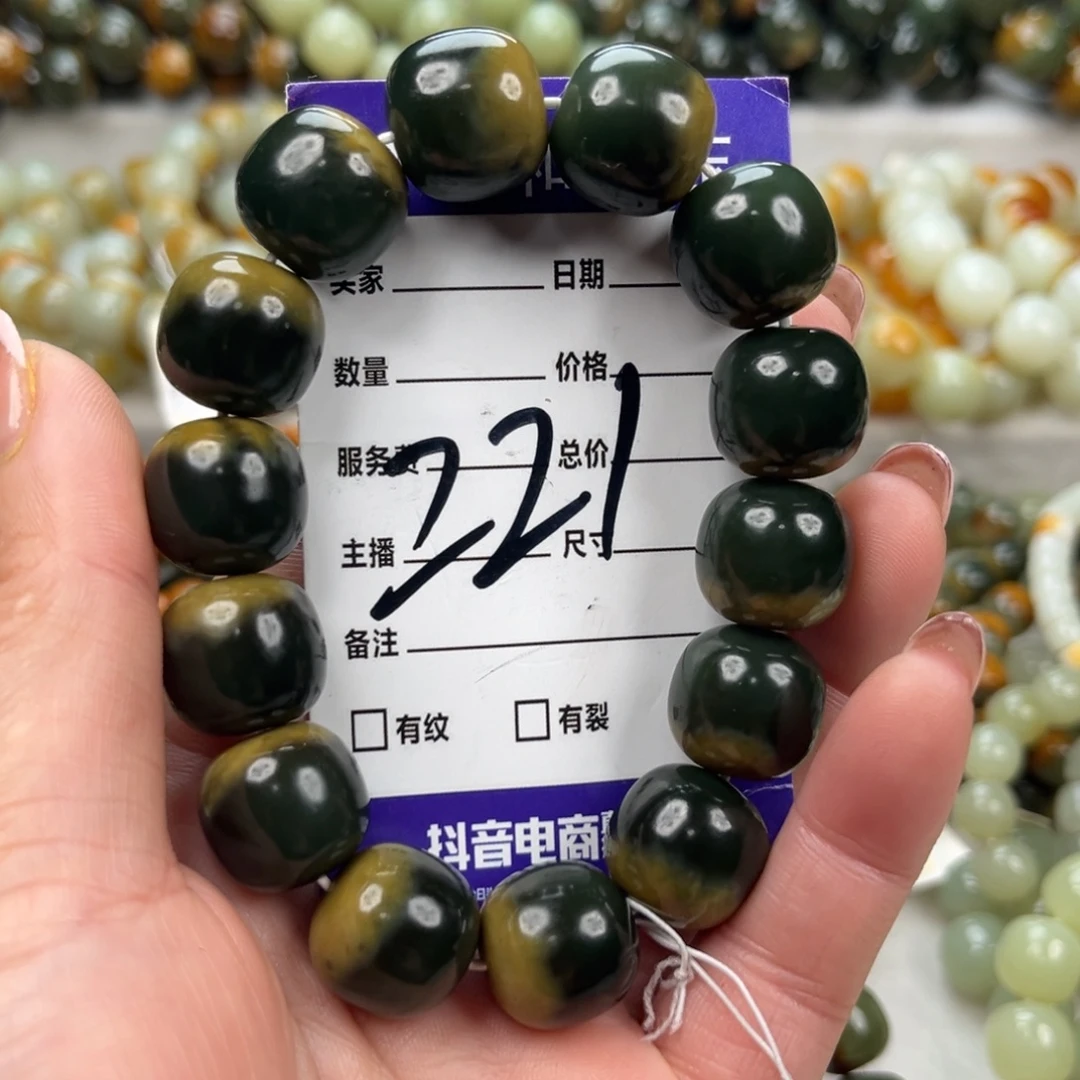 买家 日期
数量 价格
服务费 总价
221
主播 尺寸
备注
有纹 有裂
抖音电商